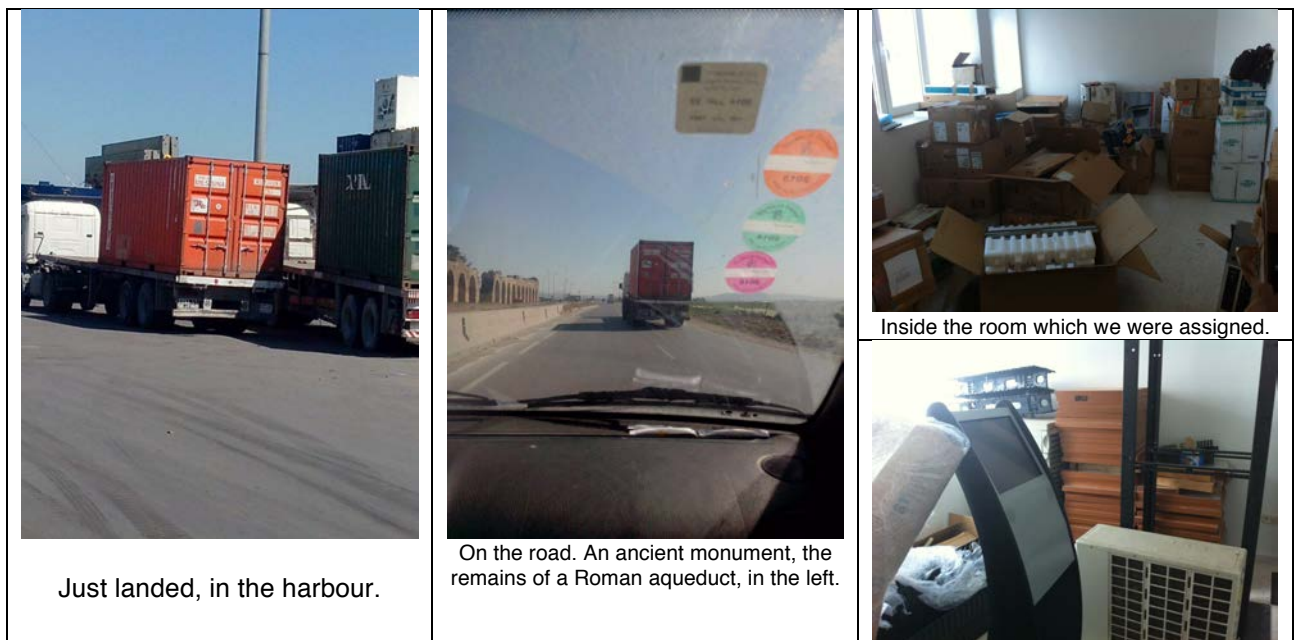 Just landed, in the harbour.
On the road. An ancient monument, the
remains of a Roman aqueduct, in the left.
Inside the room which we were assigned.